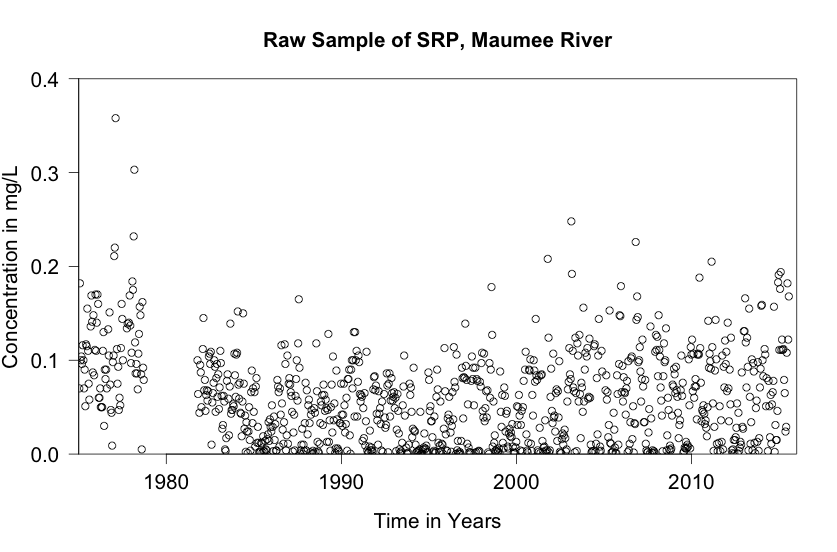 Raw Sample of SRP, Maumee River
0.4
0.3
0.2
0.1
0.0
Concentration in mg/L
1980 1990 2000 2010
Time in Years